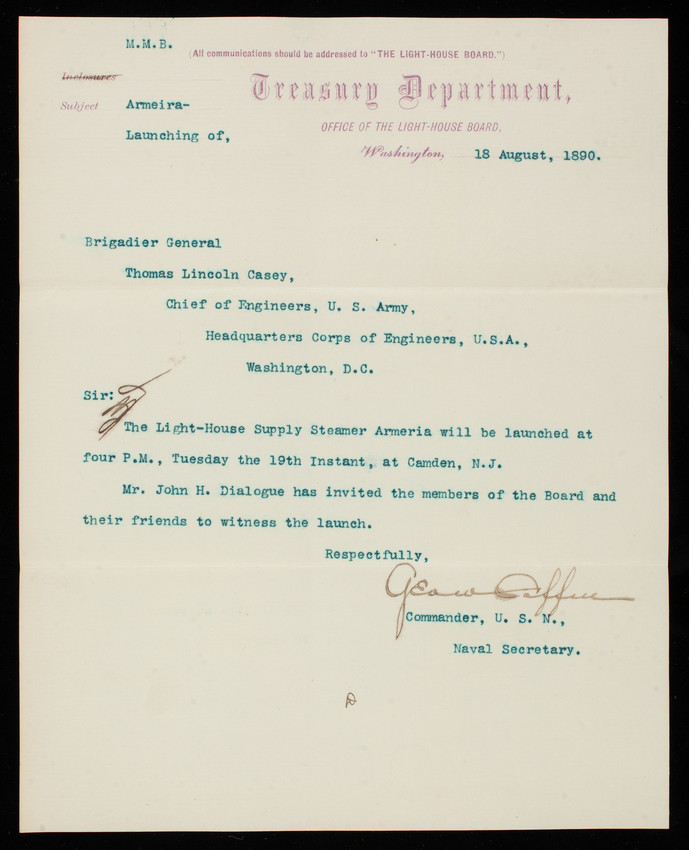 M.M.B.
(All communications should be addressed to "THE LIGHT-HOUSE BOARD.")
Inclosures
Treasury Department,
Subject Armeira-
OFFICE OF THE LIGHT-HOUSE BOARD,
Launching of,
Washington, 18 August, 1890.
Brigadier General
Thomas Lincoln Casey,
Chief of Engineers, U. S. Army,
Headquarters Corps of Engineers, U.S.A.,
Washington, D.C.
Sir:
The Light-House Supply Steamer Armeria will be launched at
four P.M., Tuesday the 19th Instant, at Camden, N.J.
Mr. John H. Dialogue has invited the members of the Board and
their friends to witness the launch.
Respectfully,
Geo W Coffin
Commander, U. S. N.,
Naval Secretary.